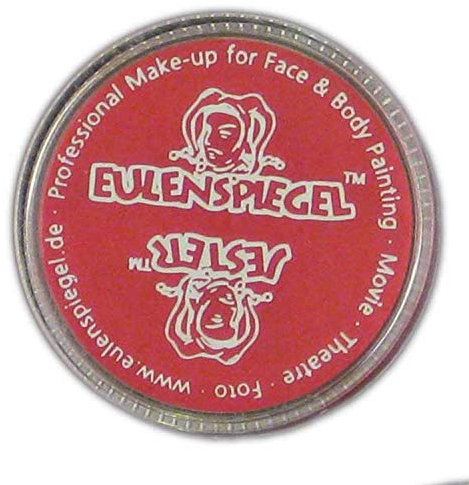 Professional Make-up for Face & Body Painting · Movie · Theatre · Foto · www.eulenspiegel.de ·
EULENSPIEGEL™
JESTER™